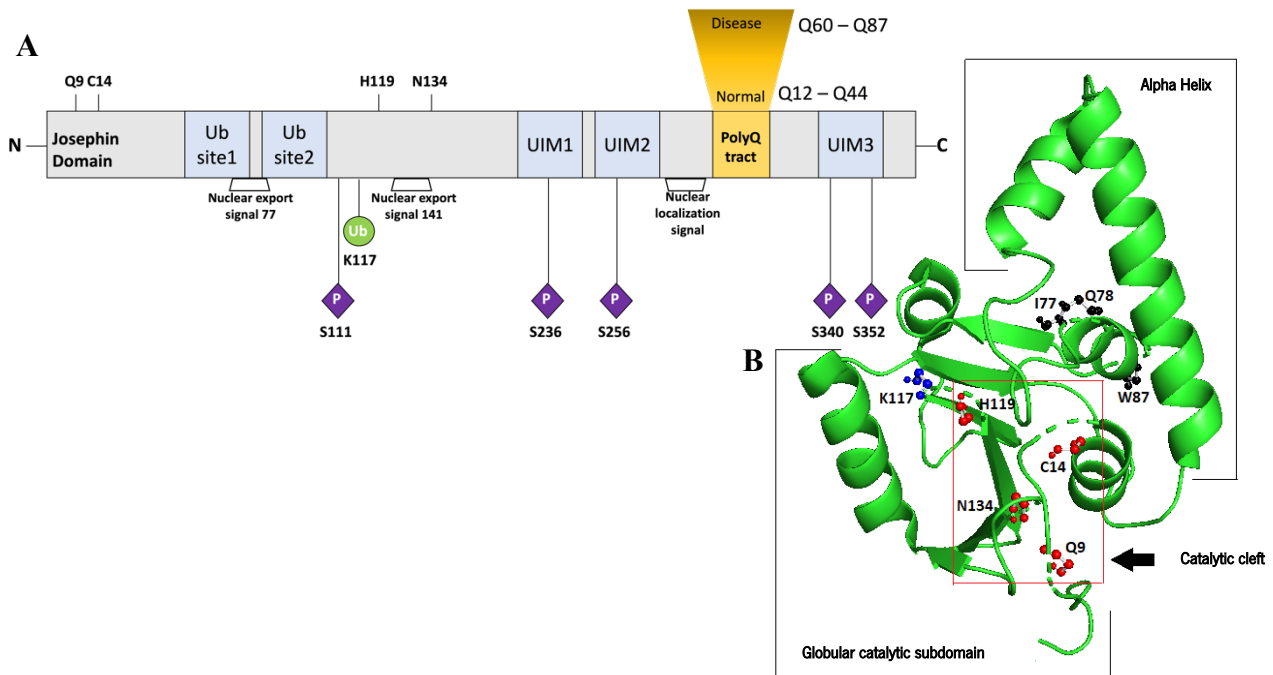 A
Disease
Q60 – Q87
Normal
Q12 – Q44
Q9 C14
H119
N134
N
Josephin
Domain
Ub
site1
Ub
site2
UIM1
UIM2
PolyQ
tract
UIM3
C
Nuclear export
signal 77
Nuclear export
signal 141
Nuclear
localization
signal
Ub
K117
P
S111
P
S236
P
S256
P
S340
P
S352
B
Alpha Helix
I77
Q78
W87
K117
H119
C14
N134
Q9
Catalytic cleft
Globular catalytic subdomain